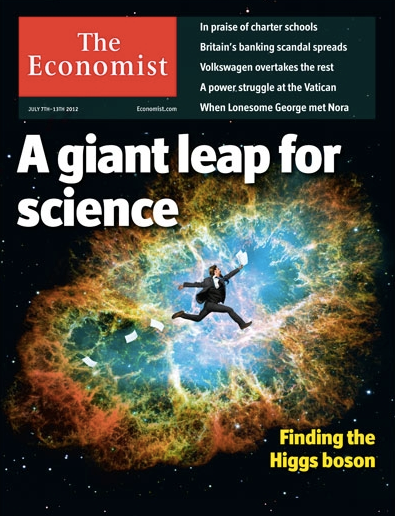 The
Economist
JULY 7TH-13TH 2012
Economist.com
In praise of charter schools
Britain's banking scandal spreads
Volkswagen overtakes the rest
A power struggle at the Vatican
When Lonesome George met Nora
A giant leap for
science
Finding the
Higgs boson